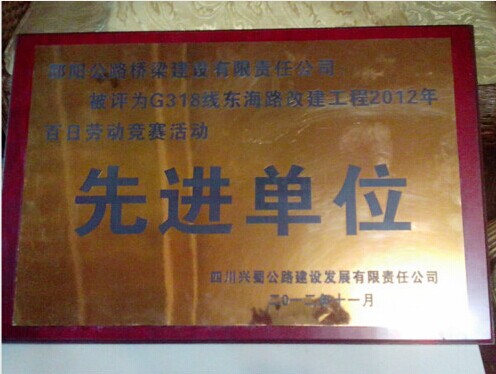 邵阳公路桥梁建设有限责任公司:
被评为G318线东海路改建工程2012年
百日劳动竞赛活动
先进单位
四川兴蜀公路建设发展有限责任公司
二〇一二年十一月